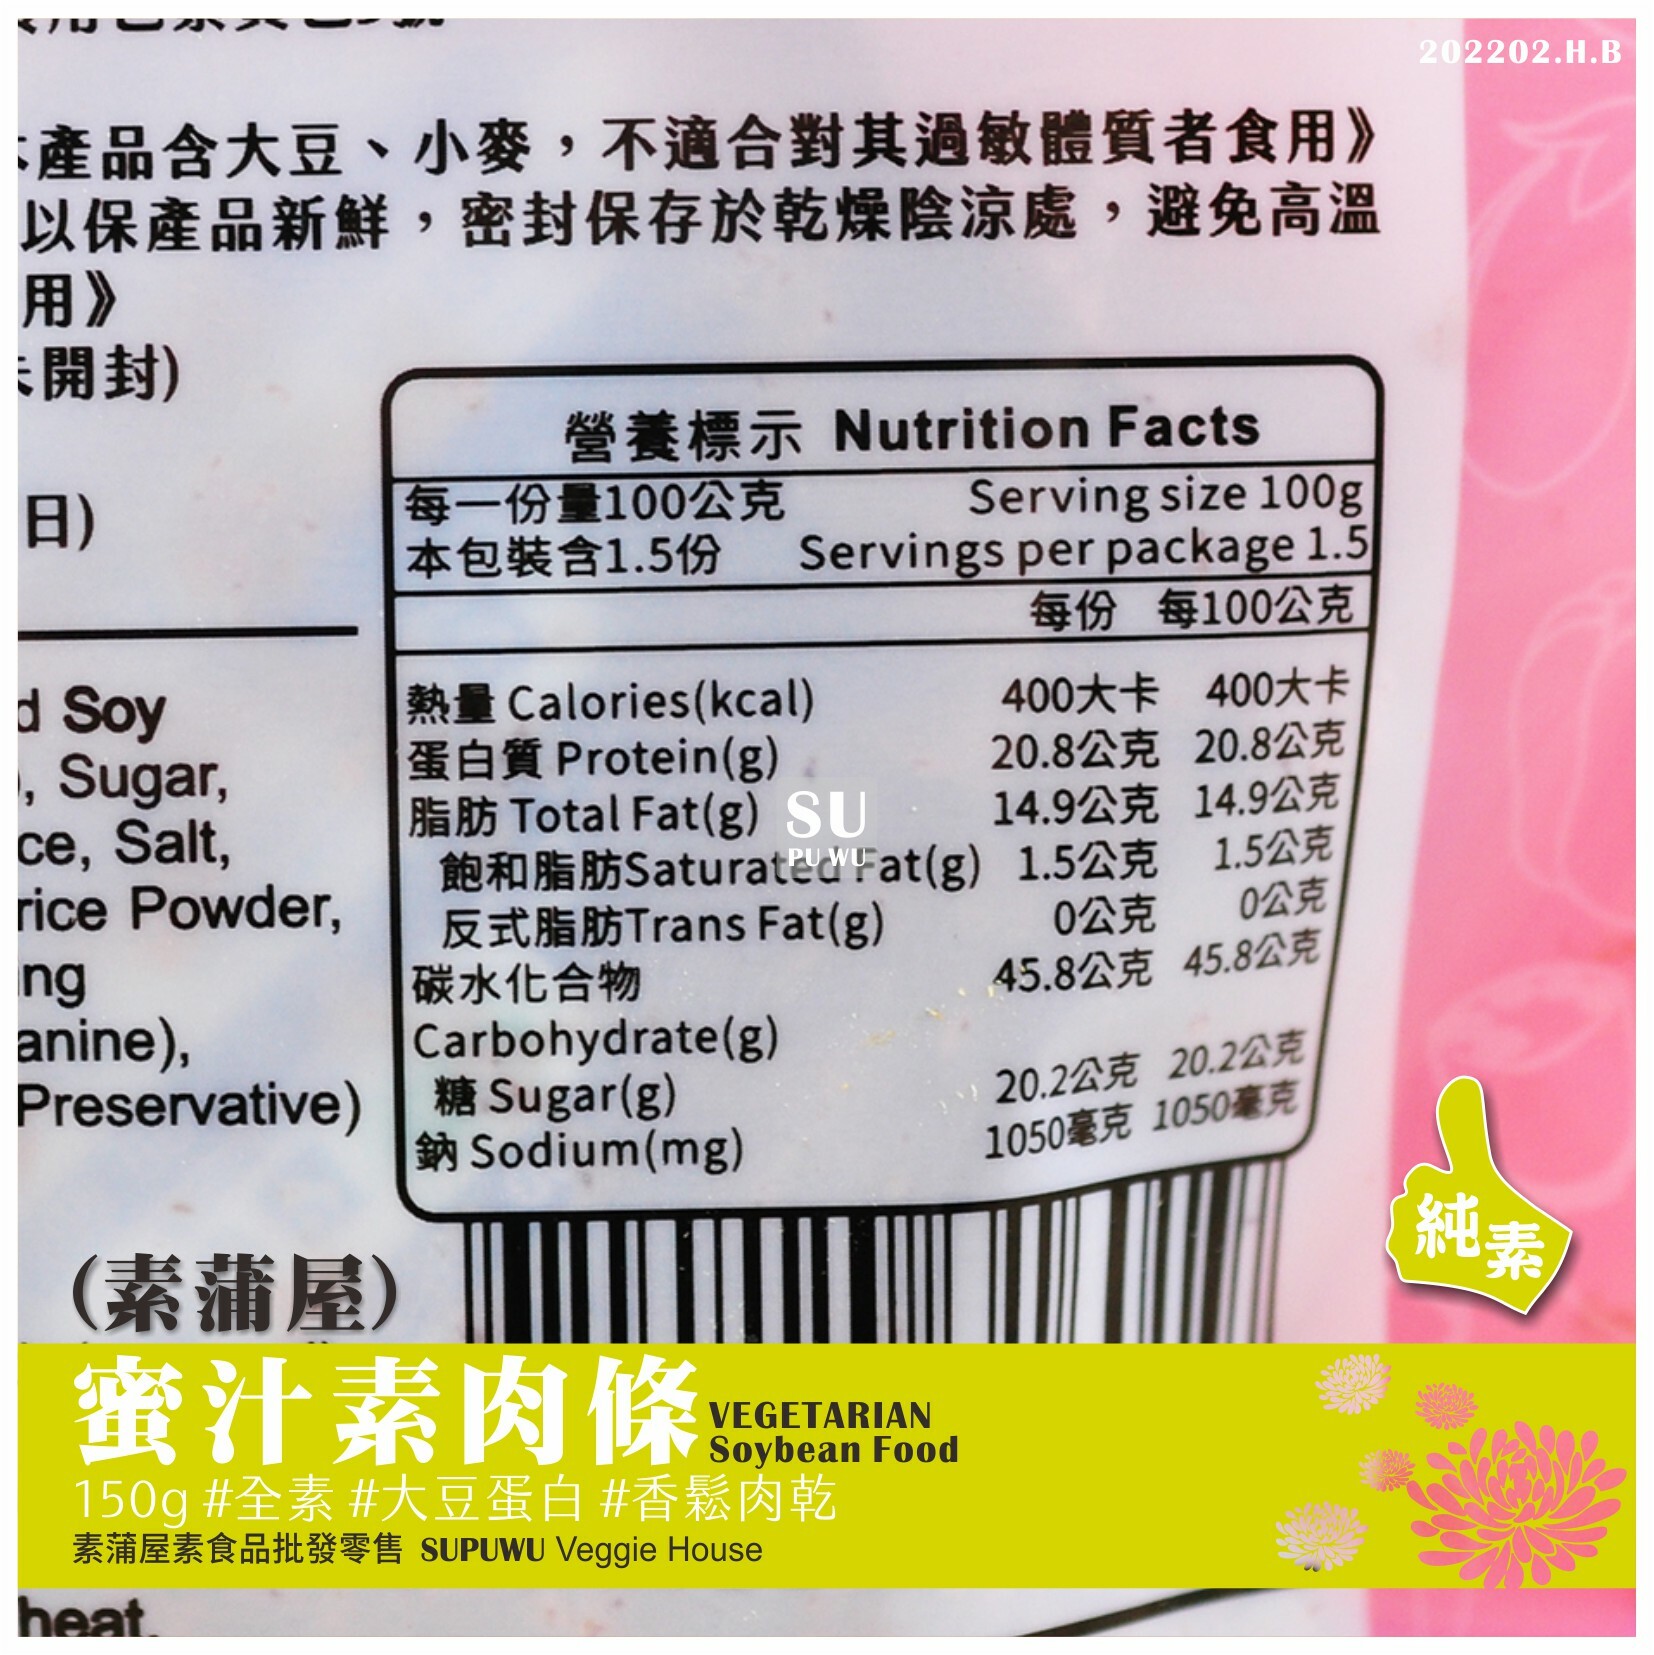 202202.H.B
產品含大豆、小麥，不適合對其過敏體質者食用》
以保產品新鮮，密封保存於乾燥陰涼處，避免高溫
用》
開封)
日)
營養標示 Nutrition Facts
每一份量100公克 Serving size 100g
本包裝含1.5份 Servings per package 1.5
每份 每100公克
熱量 Calories(kcal) 400大卡 400大卡
蛋白質 Protein(g) 20.8公克 20.8公克
脂肪 Total Fat(g) 14.9公克 14.9公克
飽和脂肪Saturated Fat(g) 1.5公克 1.5公克
反式脂肪Trans Fat(g) 0公克 0公克
碳水化合物 45.8公克 45.8公克
Carbohydrate(g)
糖 Sugar(g) 20.2公克 20.2公克
鈉 Sodium(mg) 1050毫克 1050毫克
SU
PU WU
d Soy
, Sugar,
ce, Salt,
rice Powder,
ing
anine),
Preservative)
純素
(素蒲屋)
蜜汁素肉條 VEGETARIAN
Soybean Food
150g #全素 #大豆蛋白 #香鬆肉乾
素蒲屋素食品批發零售 SUPUWU Veggie House
heat.